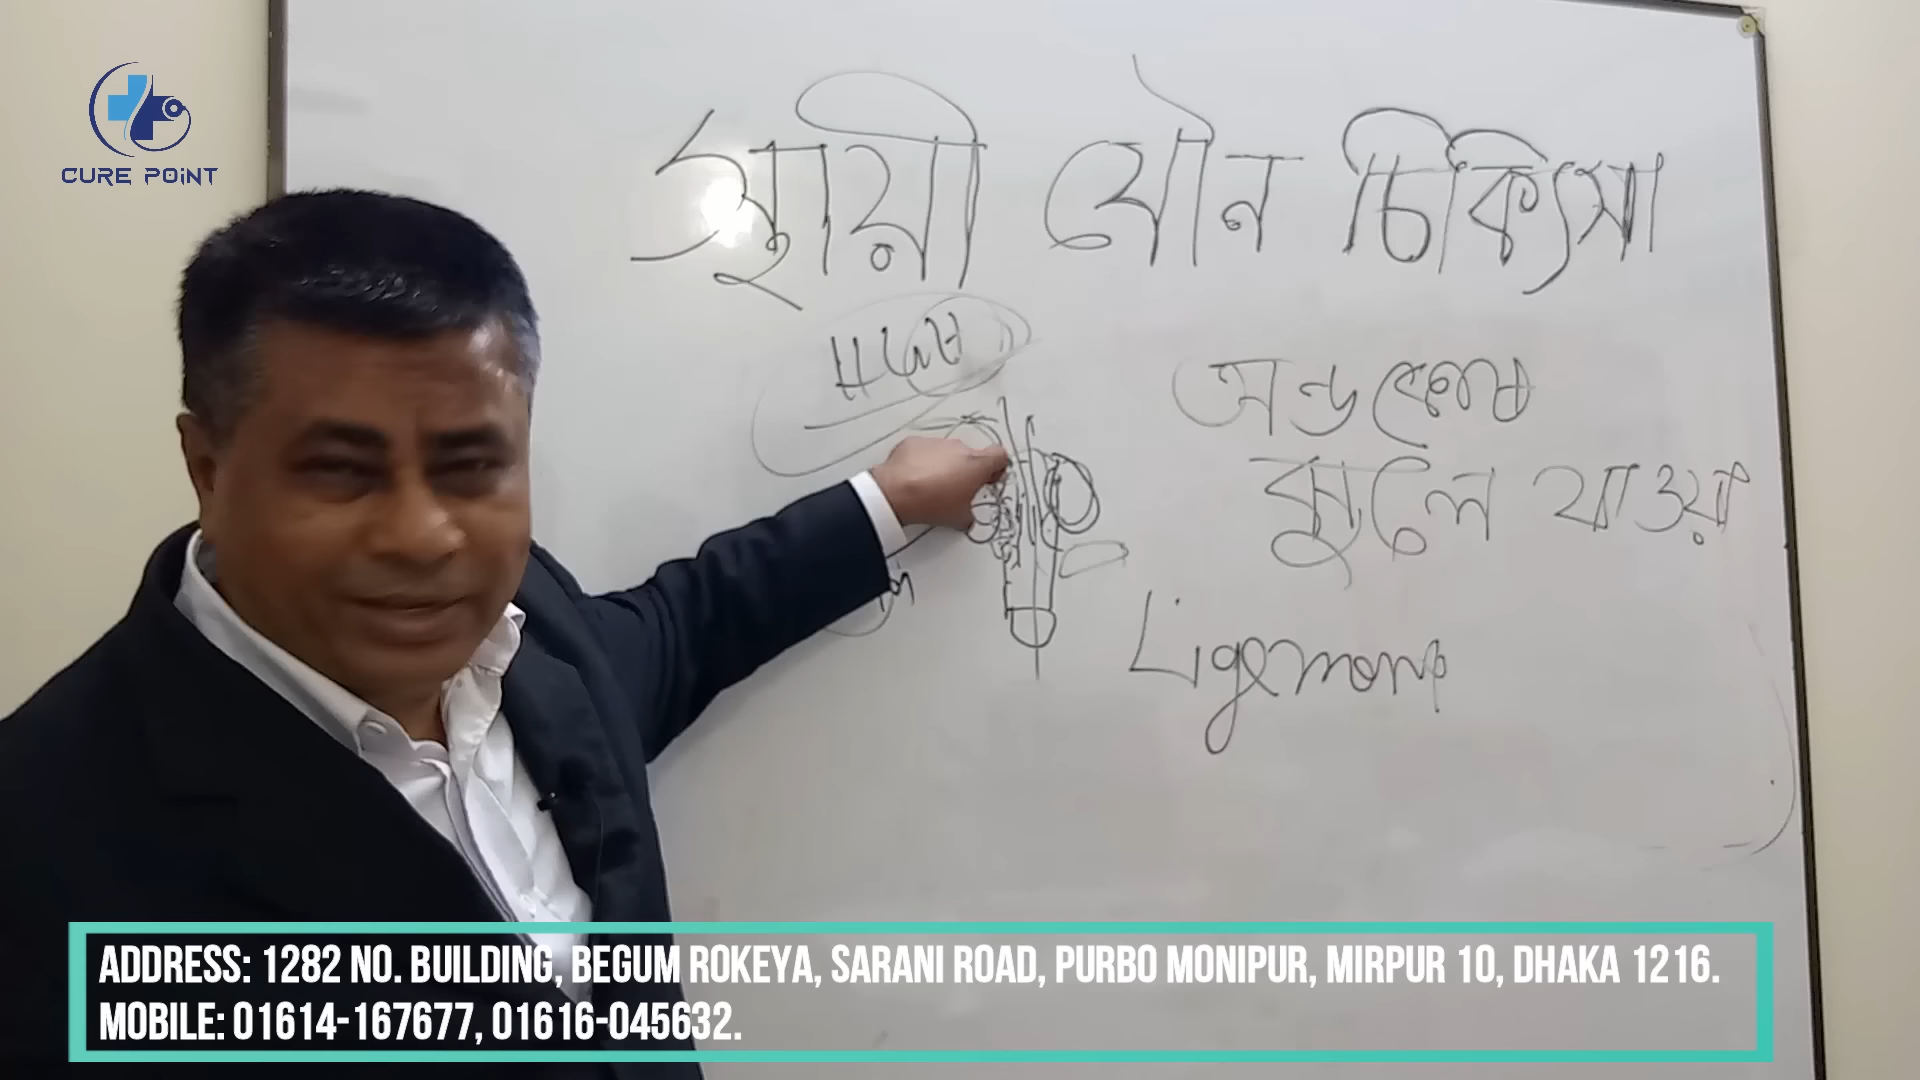 CURE POINT
স্থায়ী যৌন চিকিৎসা
অন্ডকোষ
ঝুলে যাওয়া
Ligemong
ADDRESS: 1282 NO. BUILDING, BEGUM ROKEYA, SARANI ROAD, PURBO MONIPUR, MIRPUR 10, DHAKA 1216.
MOBILE: 01614-167677, 01616-045632.